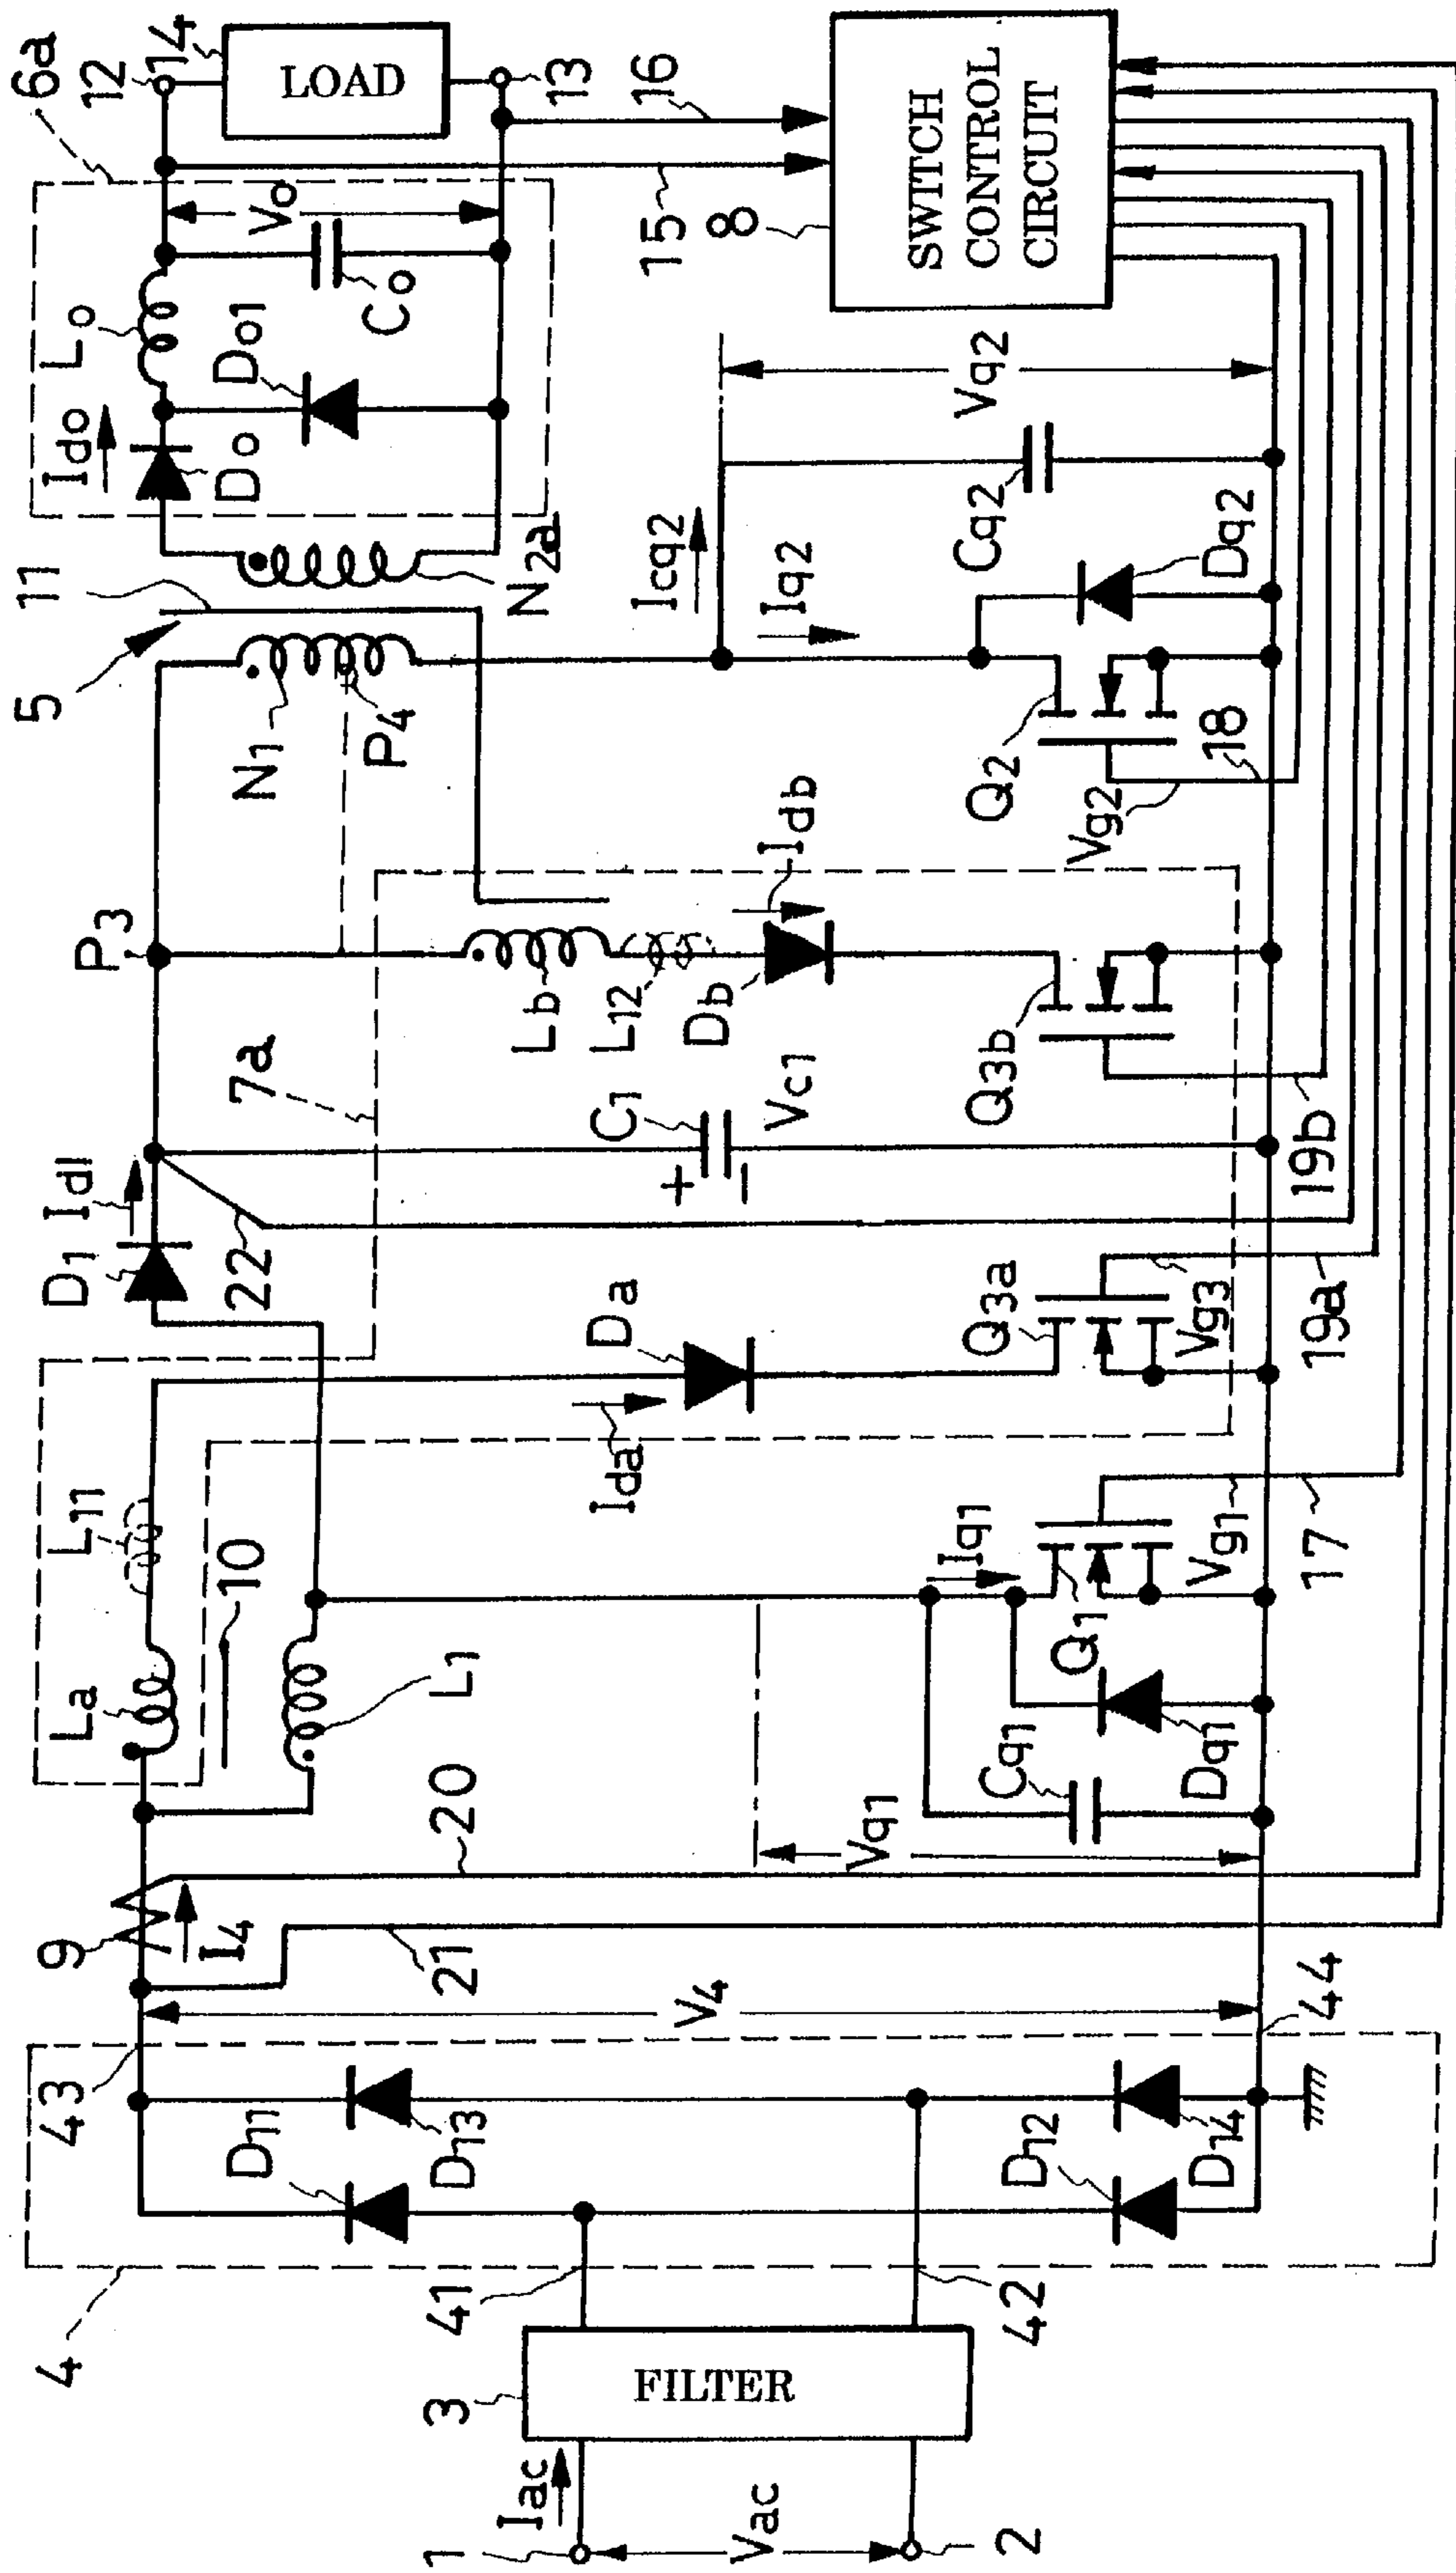 1
2
Iac
Vac
3
FILTER
41
42
4
43
44
D11
D13
D12
D14
V4
9
I4
20
21
La
L11
10
L1
Vq1
Cq1
Dq1
Q1
Iq1
Vg1
17
Da
Ida
Q3a
Vg3
19a
D1
Id1
22
7a
C1
+
−
Vc1
P3
Lb
L12
Db
Idb
Q3b
19b
5
11
N1
P4
N2a
Icq2
Iq2
Q2
Vg2
18
Dq2
Cq2
Vq2
6a
Ido
Do
Do1
Lo
Co
Vo
12
13
14
LOAD
15
16
8
SWITCH
CONTROL
CIRCUIT